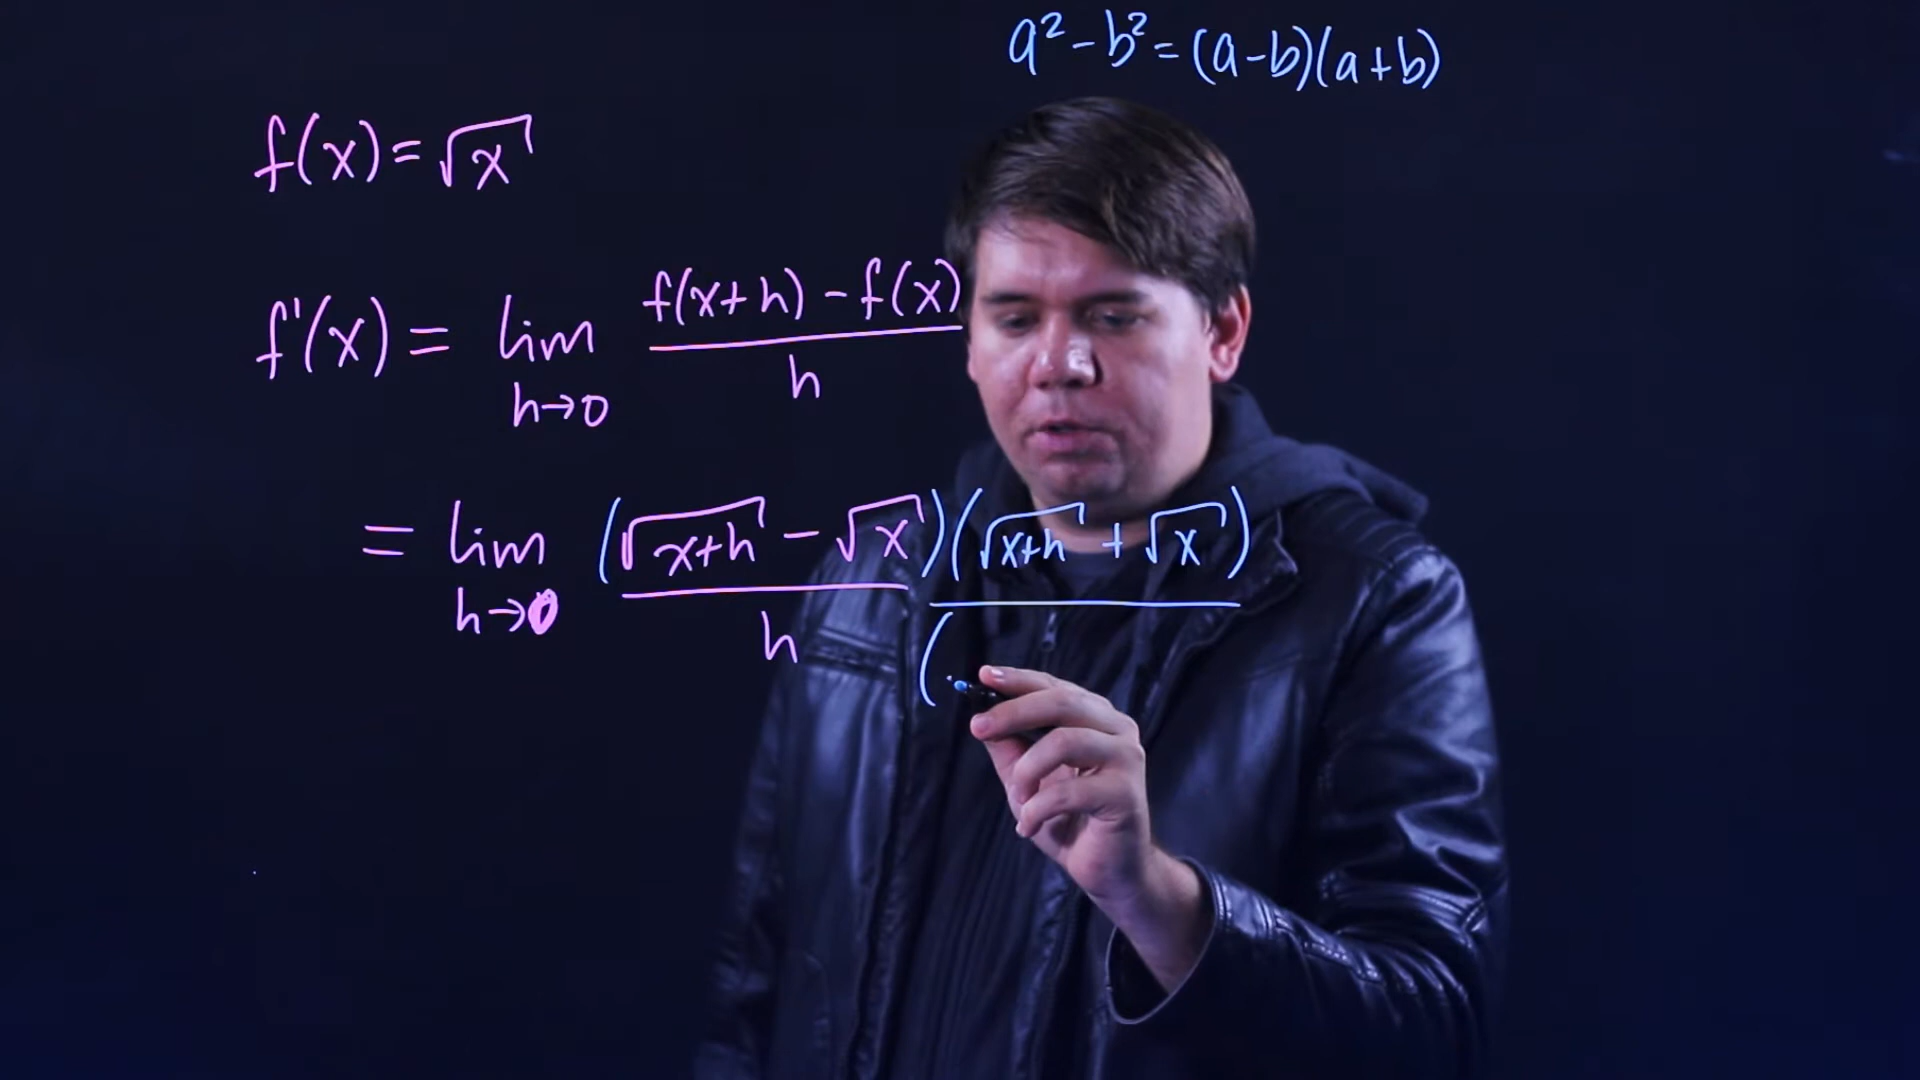 a² - b² = (a-b)(a+b)
f(x) = √x
f'(x) = lim h→0 f(x+h) - f(x) / h
= lim h→0 (√x+h - √x)(√x+h + √x) / h (